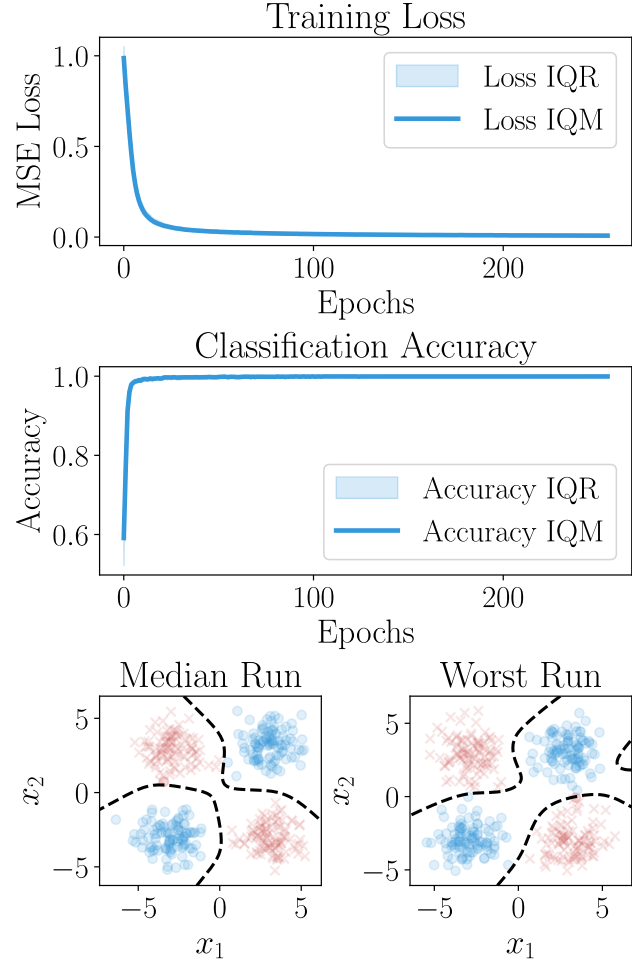 Training Loss
1.0
0.5
0.0
MSE Loss
Loss IQR
Loss IQM
0 100 200
Epochs
Classification Accuracy
1.0
0.8
0.6
Accuracy
Accuracy IQR
Accuracy IQM
0 100 200
Epochs
Median Run
5
0
−5
x₂
−5 0 5
x₁
Worst Run
5
0
−5
x₂
−5 0 5
x₁